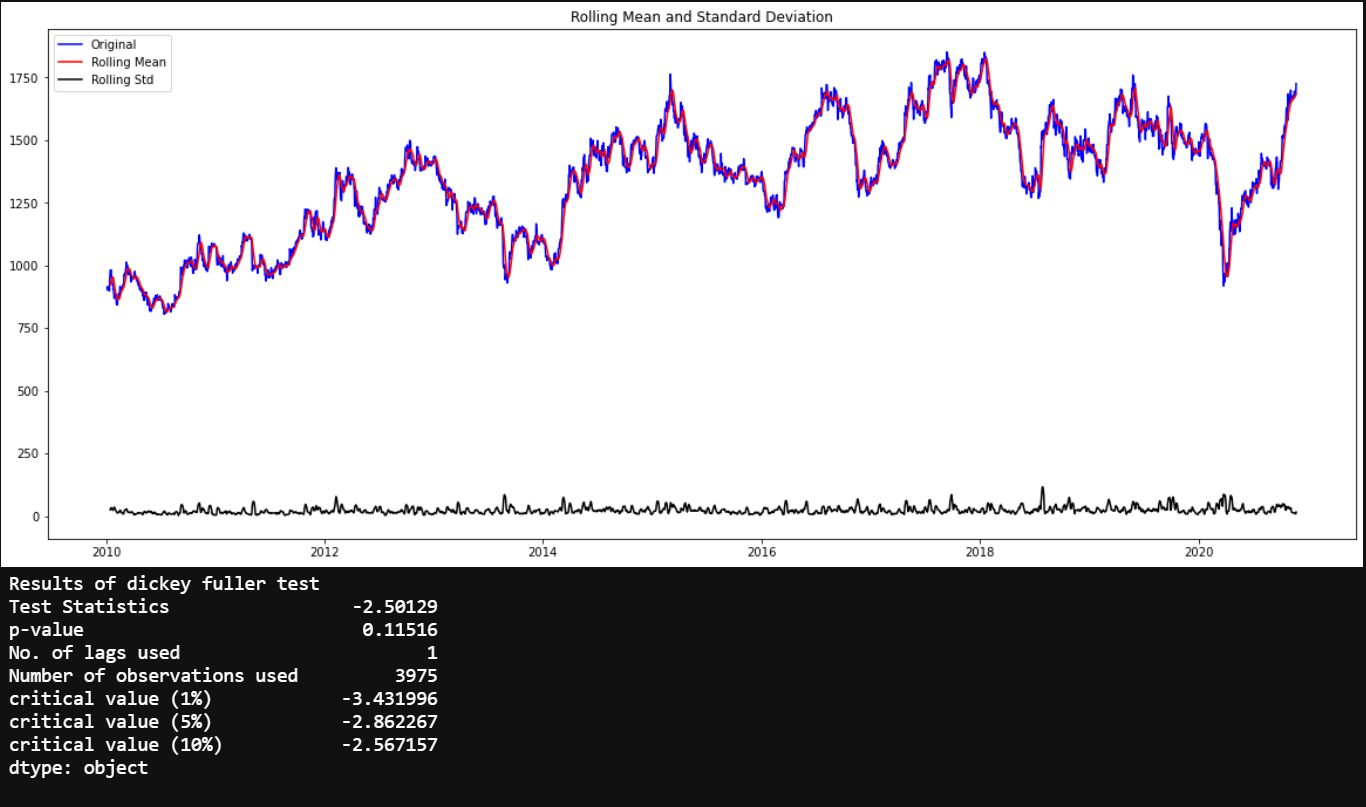 Rolling Mean and Standard Deviation
Original
Rolling Mean
Rolling Std
1750
1500
1250
1000
750
500
250
0
2010 2012 2014 2016 2018 2020
Results of dickey fuller test
Test Statistics -2.50129
p-value 0.11516
No. of lags used 1
Number of observations used 3975
critical value (1%) -3.431996
critical value (5%) -2.862267
critical value (10%) -2.567157
dtype: object